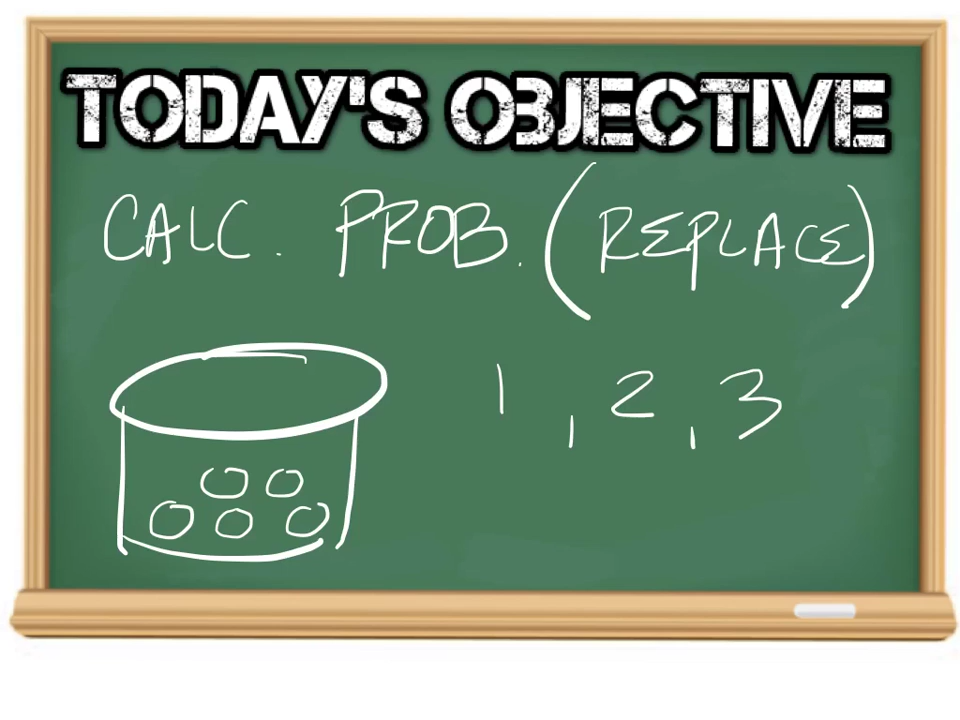 TODAY'S OBJECTIVE
CALC. PROB. (REPLACE)
1, 2, 3